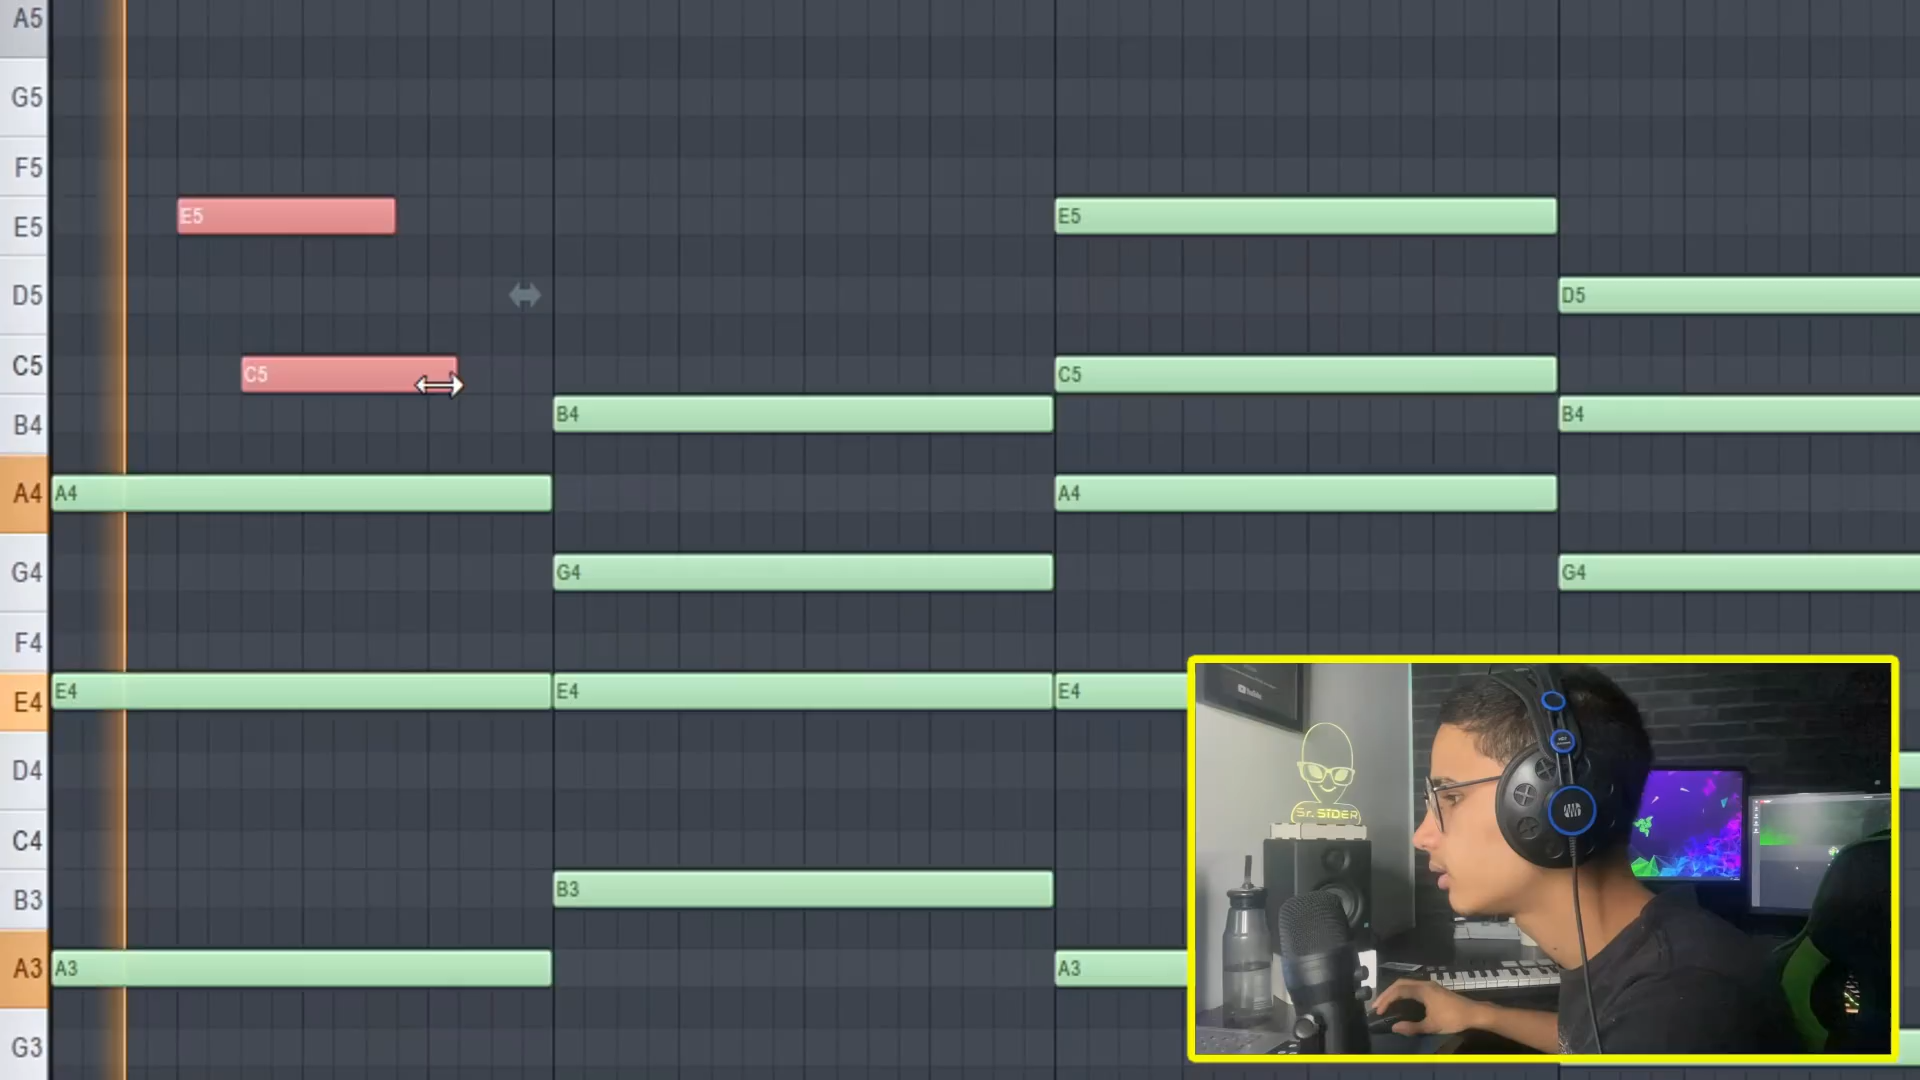 A5
G5
F5
E5 E5 E5
D5 D5
C5 C5 C5
B4 B4 B4
A4 A4 A4
G4 G4 G4
F4
E4 E4 E4 E4
D4
C4
B3 B3
A3 A3 A3
G3
YouTube
Sr. SIDER